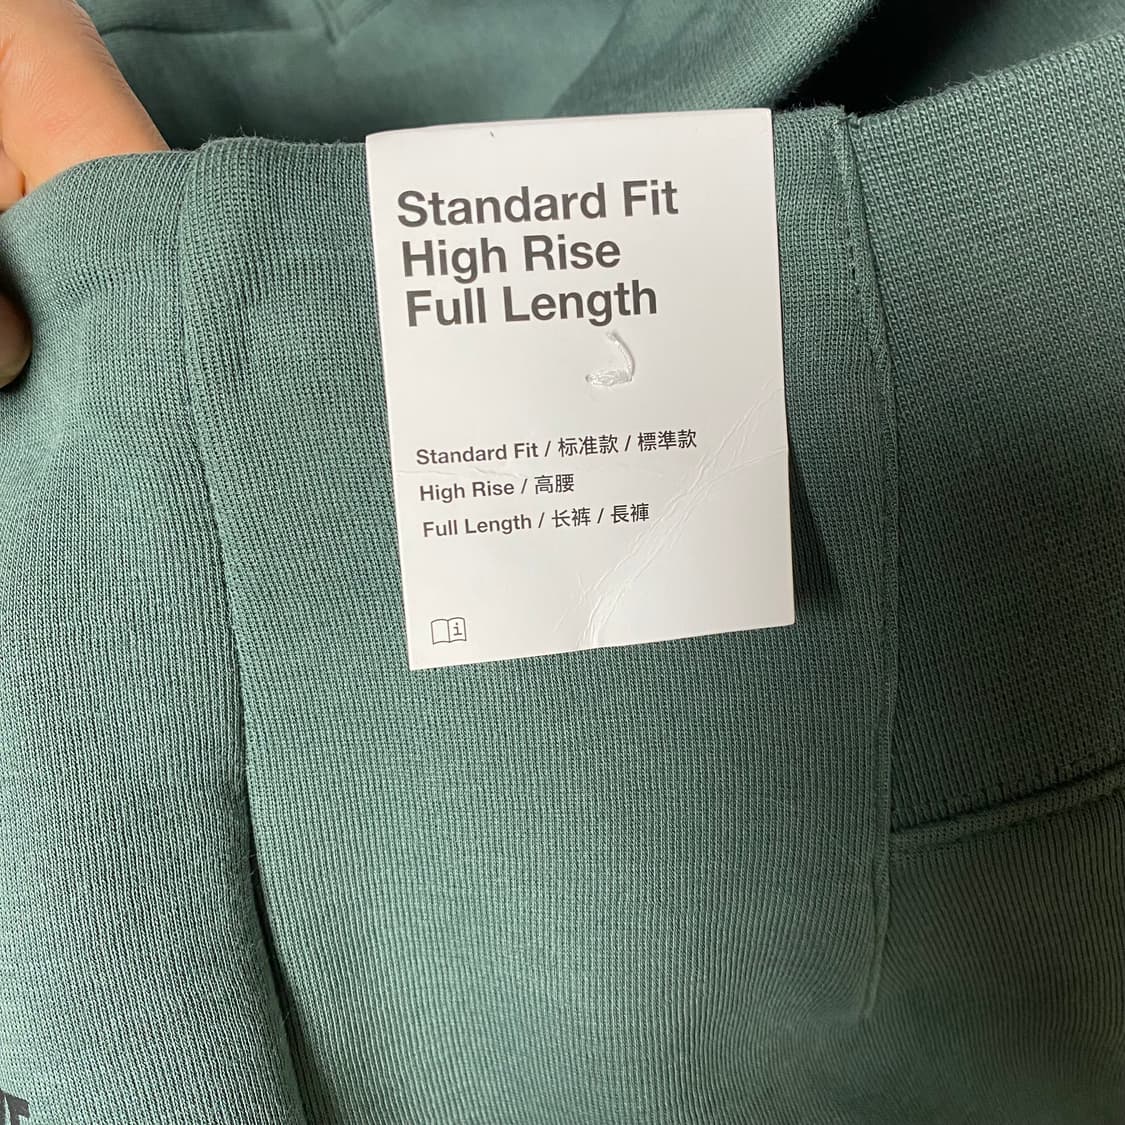 Standard Fit
High Rise
Full Length
Standard Fit / 标准款 / 標準款
High Rise / 高腰
Full Length / 长裤 / 長褲
i